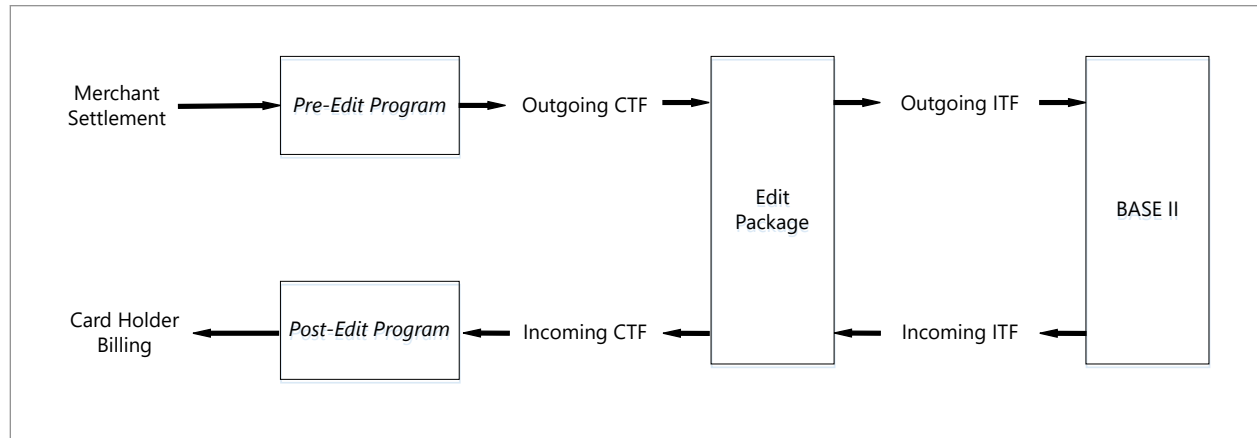 Merchant
Settlement
Pre-Edit Program
Outgoing CTF
Edit
Package
Outgoing ITF
BASE II
Card Holder
Billing
Post-Edit Program
Incoming CTF
Incoming ITF